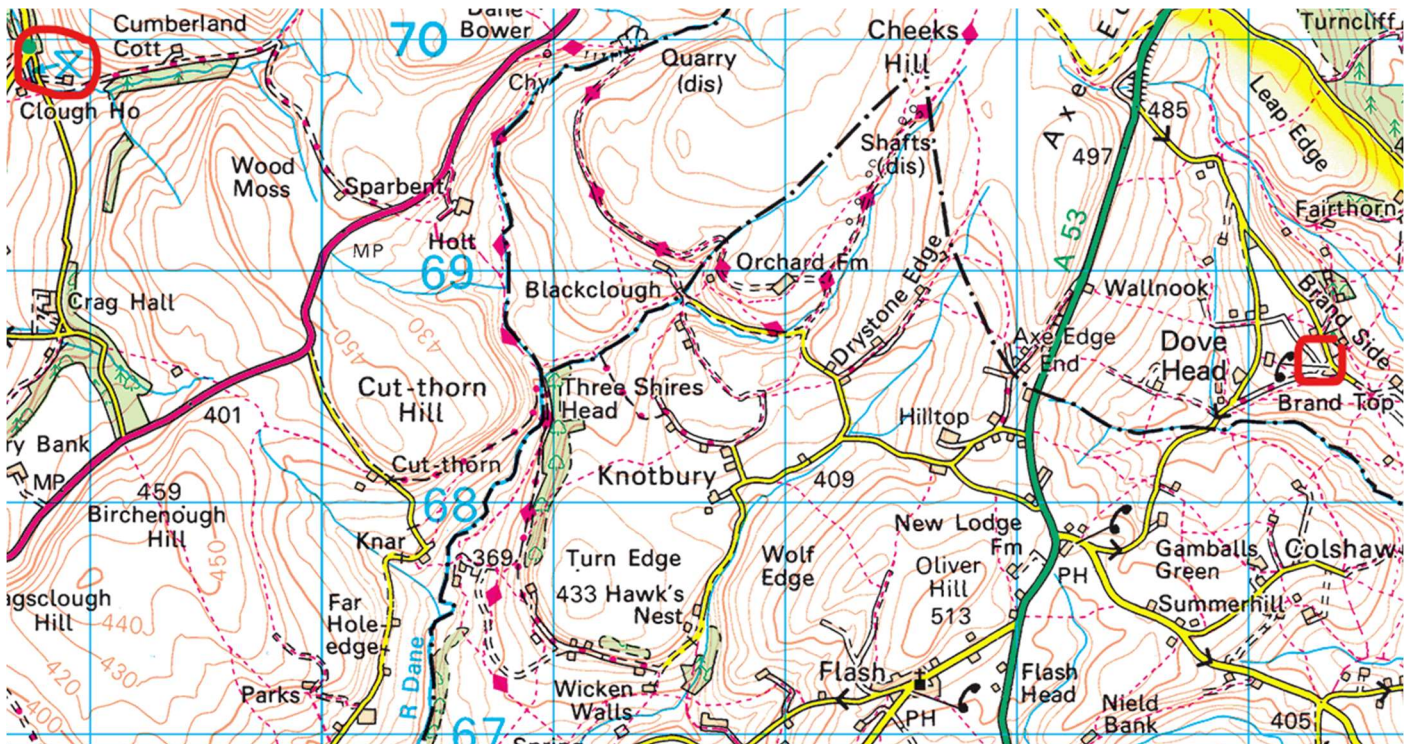 Cumberland
Cott
Dane
Bower
70
Cheeks
Hill
Turncliff
Quarry
(dis)
Chy
Clough Ho
485
Axe
Leap Edge
Shafts
(dis)
497
Wood
Moss
Sparbent
A 53
Fairthorn
MP
Holt
69
Orchard Fm
Blackclough
Drystone Edge
Wallnook
Brand Side
Crag Hall
450
430
Axe Edge
End
Dove
Head
Cut-thorn
Hill
Three Shires
Head
Brand Top
401
Hilltop
ry Bank
MP
Cut-thorn
Knotbury
409
459
Birchenough
Hill
68
450
New Lodge
Fm
Knar
369
Turn Edge
433
Hawk's
Nest
Wolf
Edge
Oliver
Hill
513
PH
Gamballs
Green
Colshaw
agsclough
Hill
440
Far
Hole-
edge
Summerhill
430
420
400
Parks
R Dane
Wicken
Walls
Flash
PH
Flash
Head
Nield
Bank
405
67